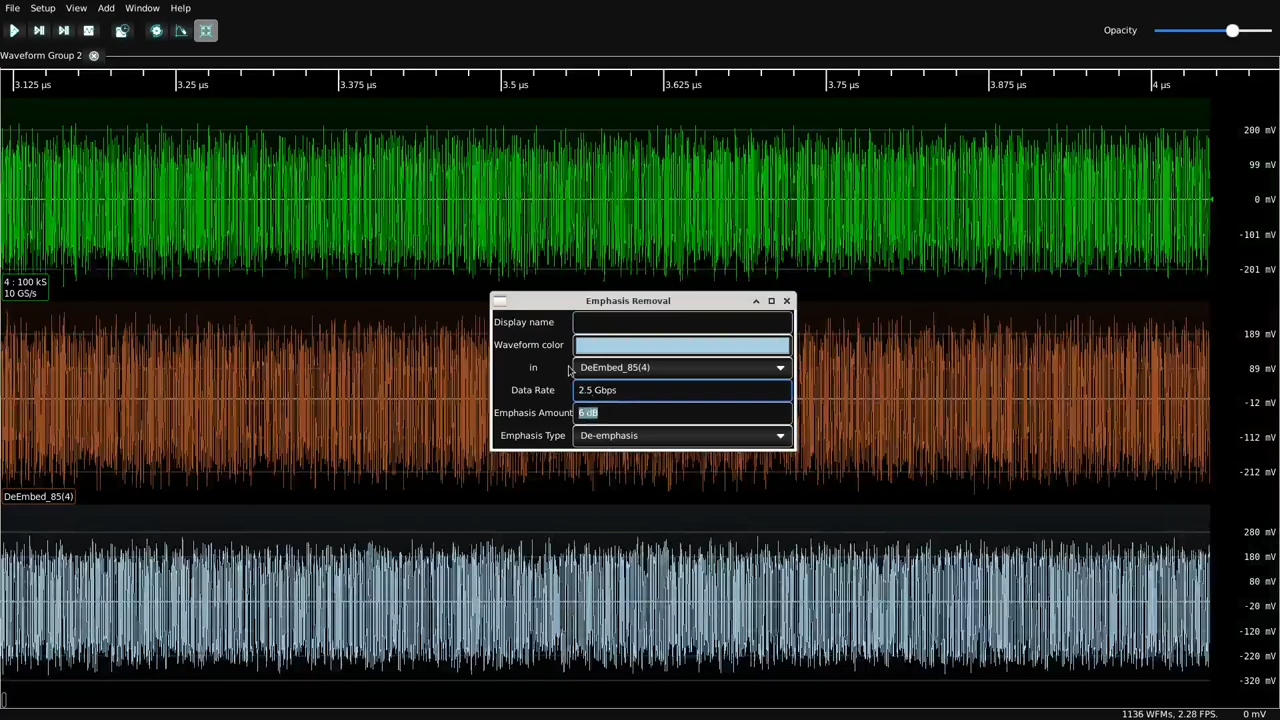 File Setup View Add Window Help
Opacity
Waveform Group 2
3.125 µs 3.25 µs 3.375 µs 3.5 µs 3.625 µs 3.75 µs 3.875 µs 4 µs
200 mV
99 mV
0 mV
-101 mV
-201 mV
4 : 100 kS
10 GS/s
Emphasis Removal
Display name
Waveform color
in DeEmbed_85(4)
Data Rate 2.5 Gbps
Emphasis Amount 6 dB
Emphasis Type De-emphasis
189 mV
89 mV
-12 mV
-112 mV
-212 mV
DeEmbed_85(4)
280 mV
180 mV
80 mV
-20 mV
-120 mV
-220 mV
-320 mV
1136 WFMs, 2.28 FPS. 0 mV